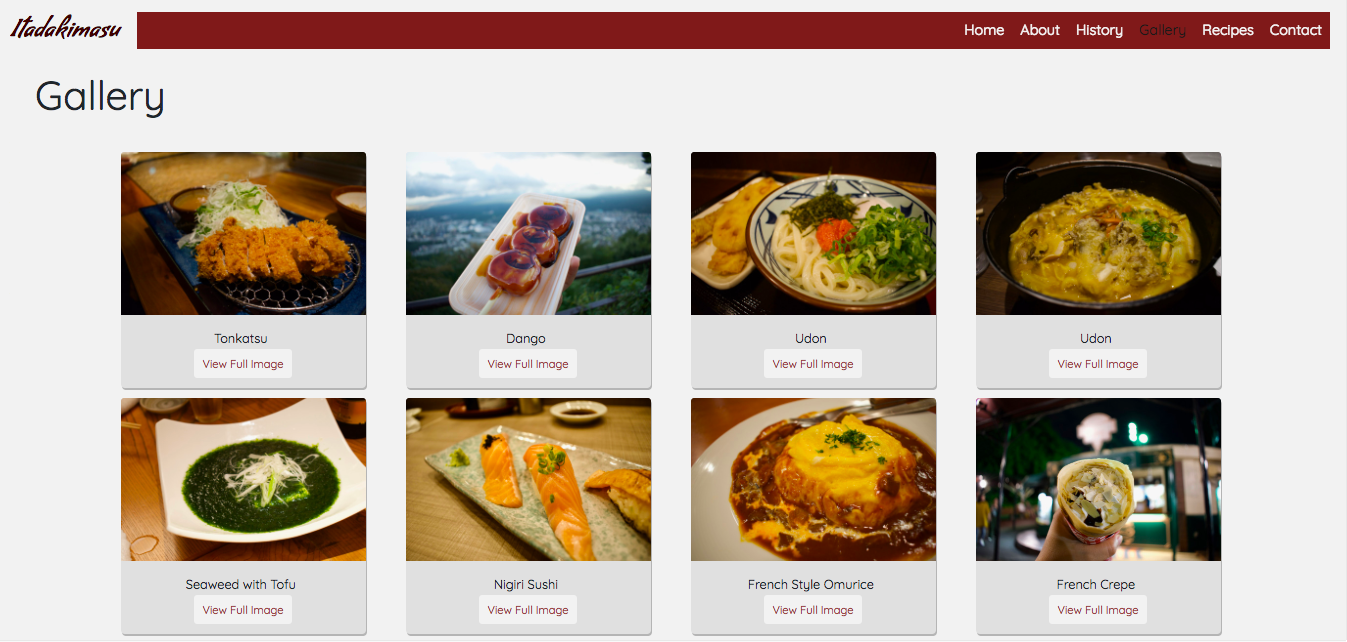 Itadakimasu
Home About History Gallery Recipes Contact
Gallery
Tonkatsu
View Full Image
Dango
View Full Image
Udon
View Full Image
Udon
View Full Image
Seaweed with Tofu
View Full Image
Nigiri Sushi
View Full Image
French Style Omurice
View Full Image
French Crepe
View Full Image